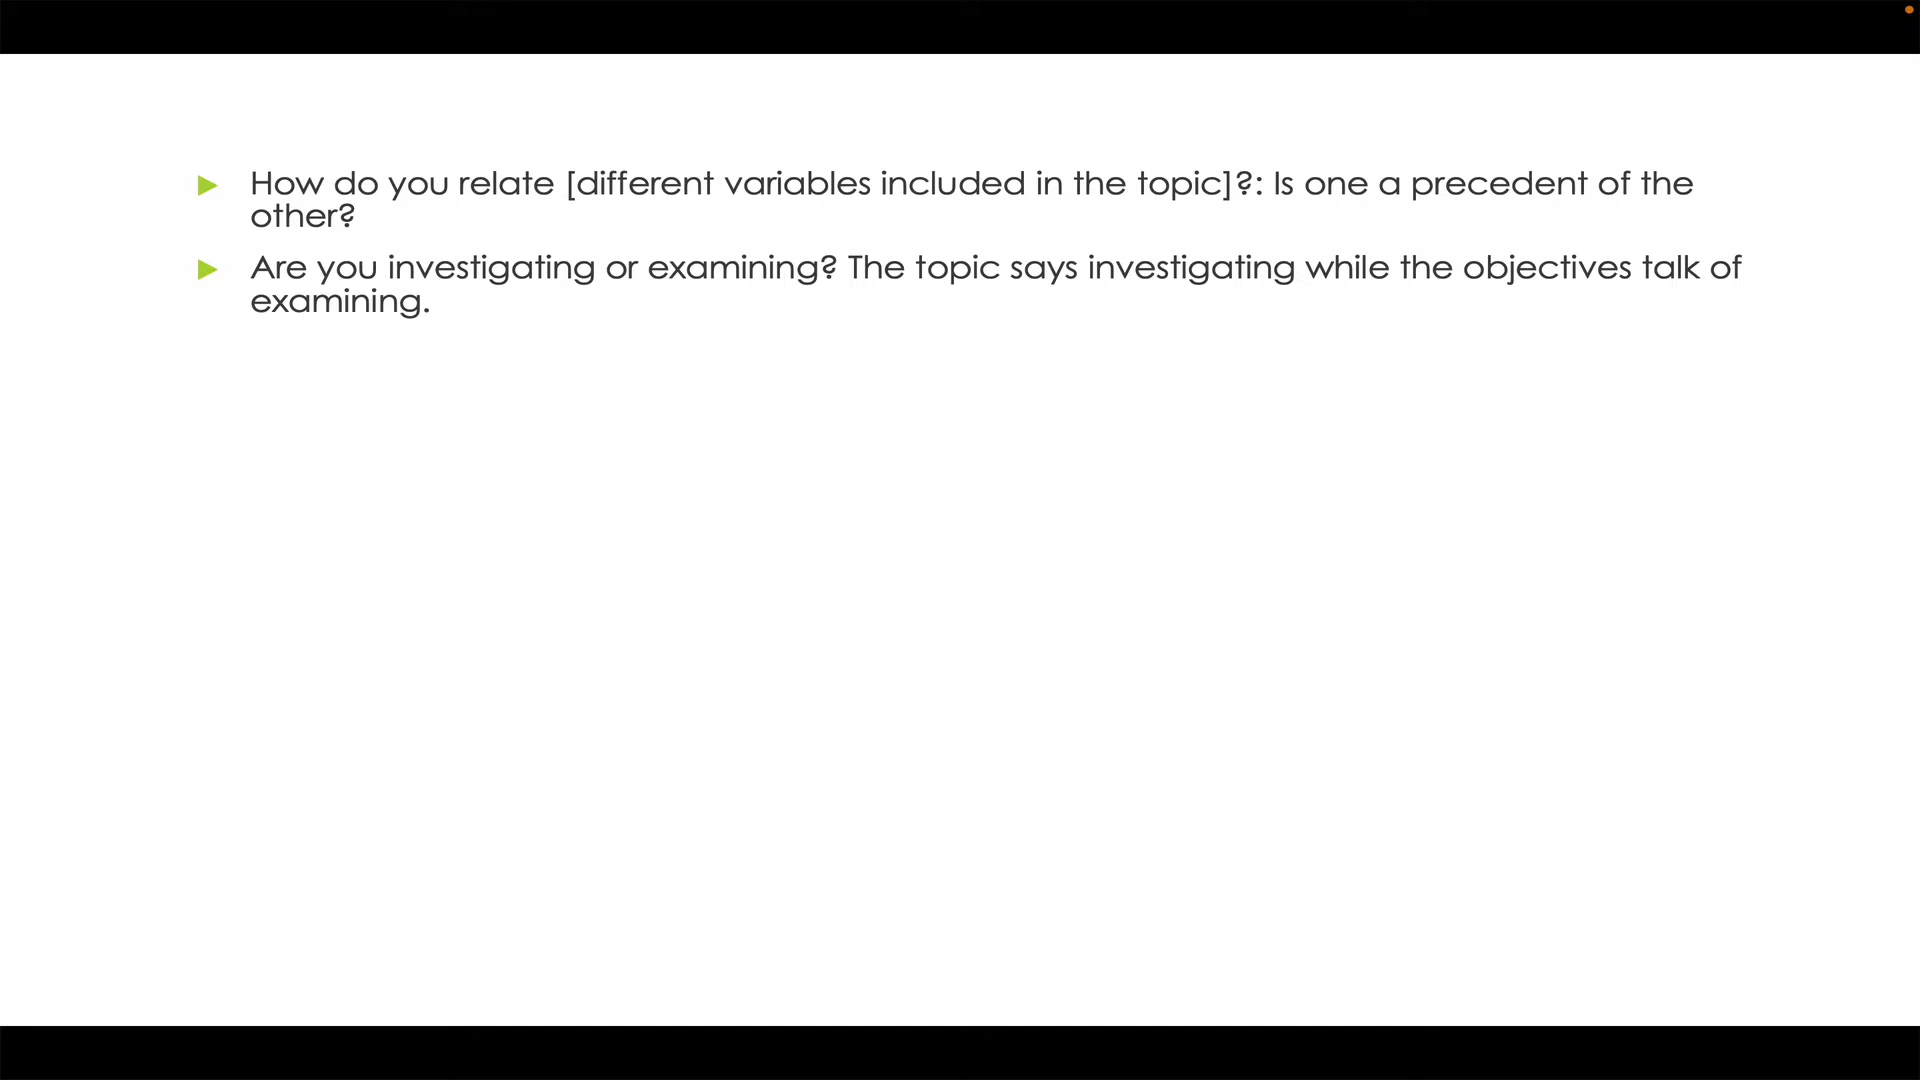 How do you relate [different variables included in the topic]?: Is one a precedent of the
other?
Are you investigating or examining? The topic says investigating while the objectives talk of
examining.